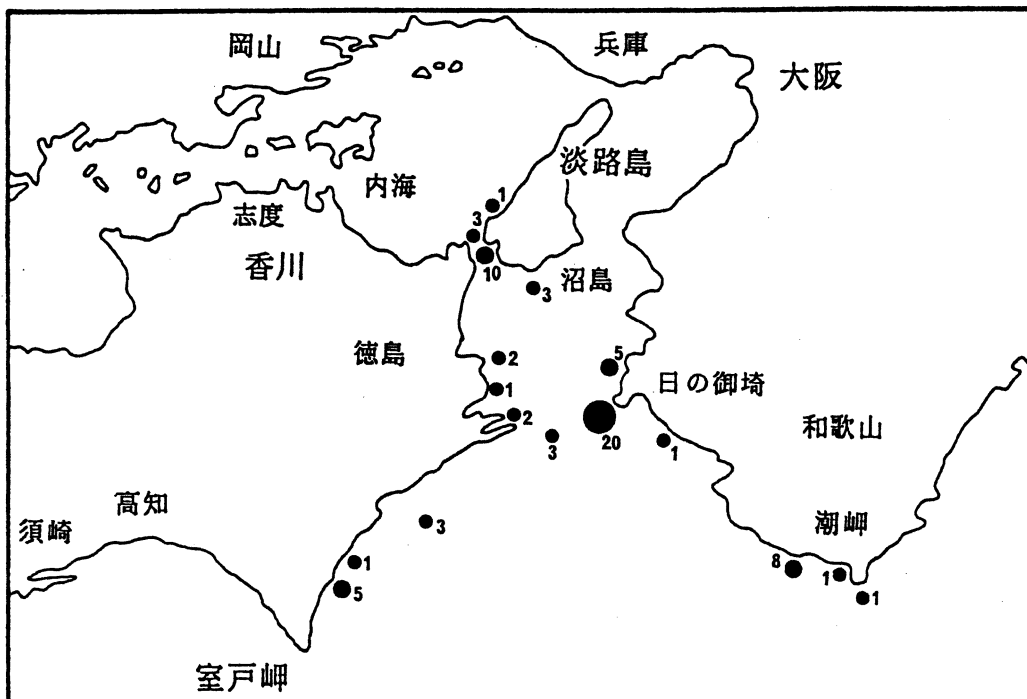 岡山
兵庫
大阪
淡路島
内海
1
志度
3
香川
10
沼島
3
徳島
2
5
1
日の御埼
2
20
3
1
和歌山
高知
須崎
3
潮岬
1
8
1
5
1
室戸岬